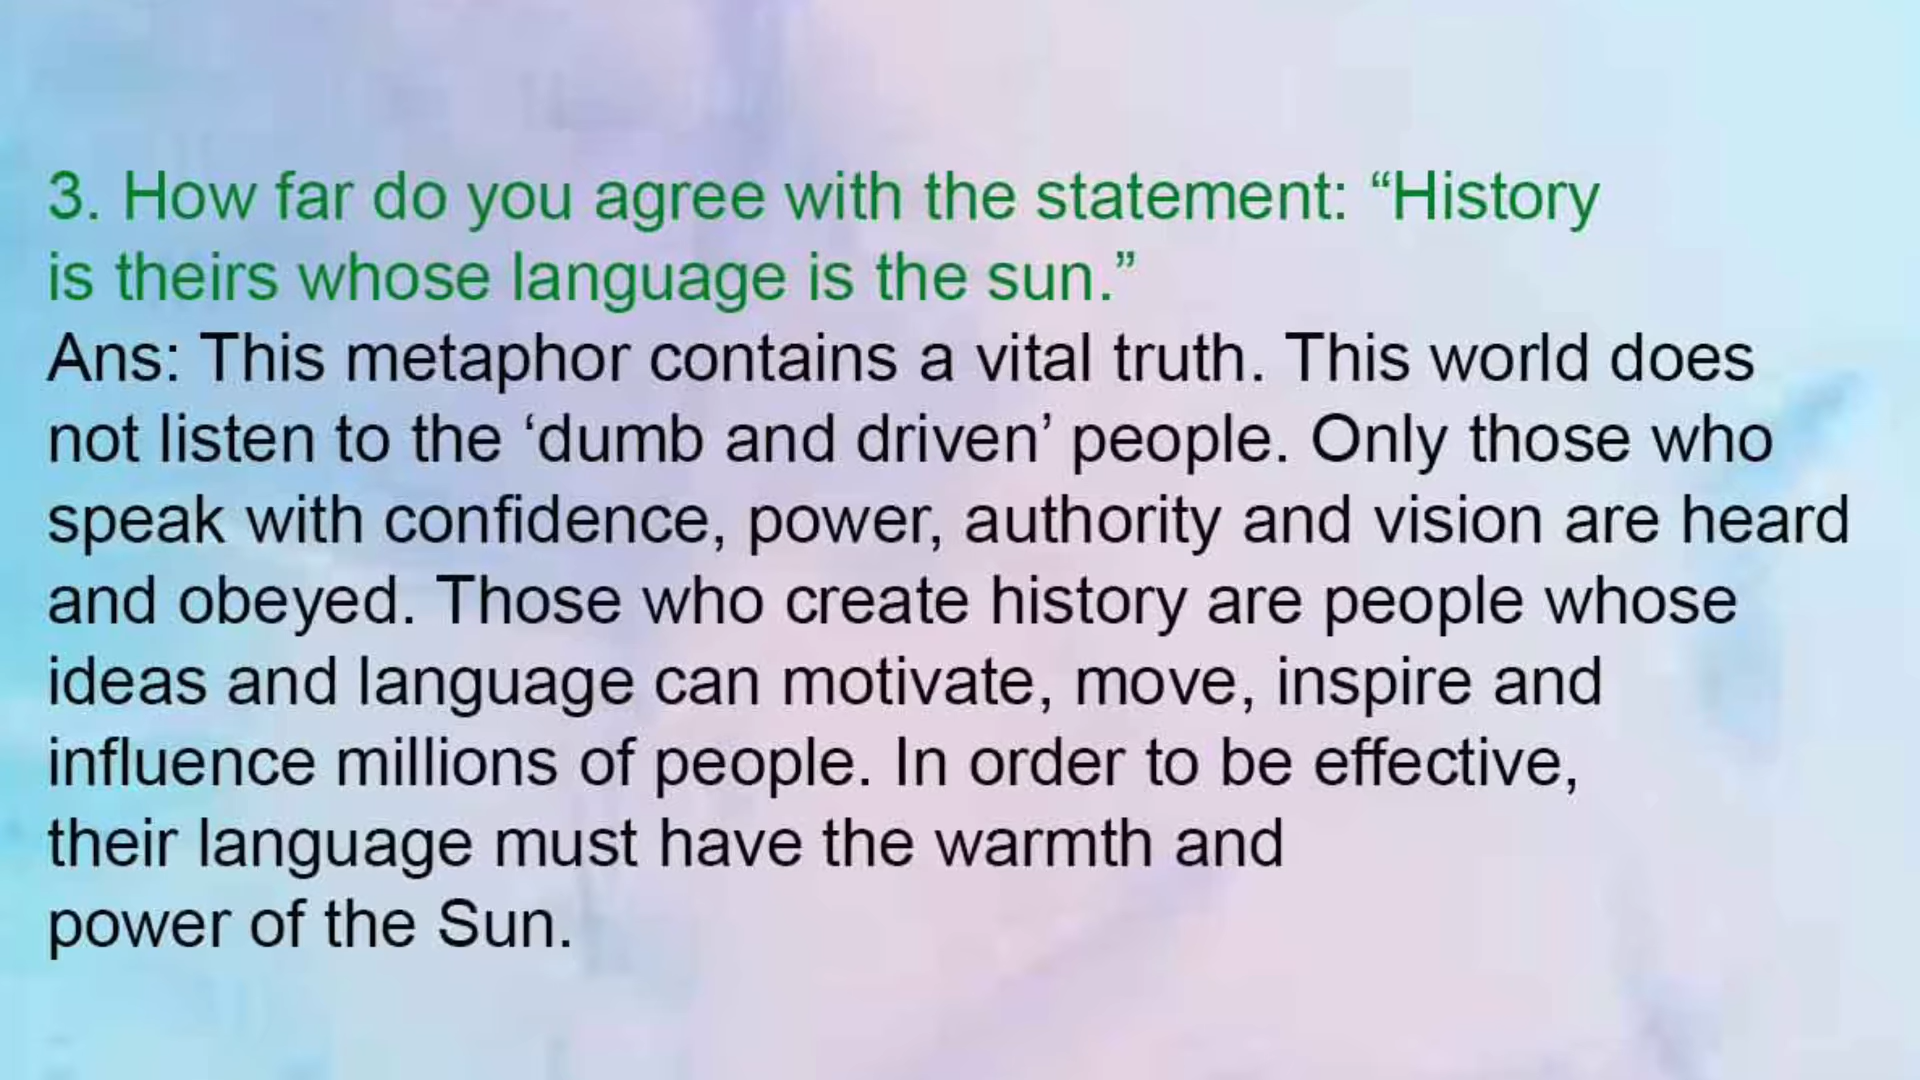 3. How far do you agree with the statement: “History
is theirs whose language is the sun.”
Ans: This metaphor contains a vital truth. This world does
not listen to the ‘dumb and driven’ people. Only those who
speak with confidence, power, authority and vision are heard
and obeyed. Those who create history are people whose
ideas and language can motivate, move, inspire and
influence millions of people. In order to be effective,
their language must have the warmth and
power of the Sun.